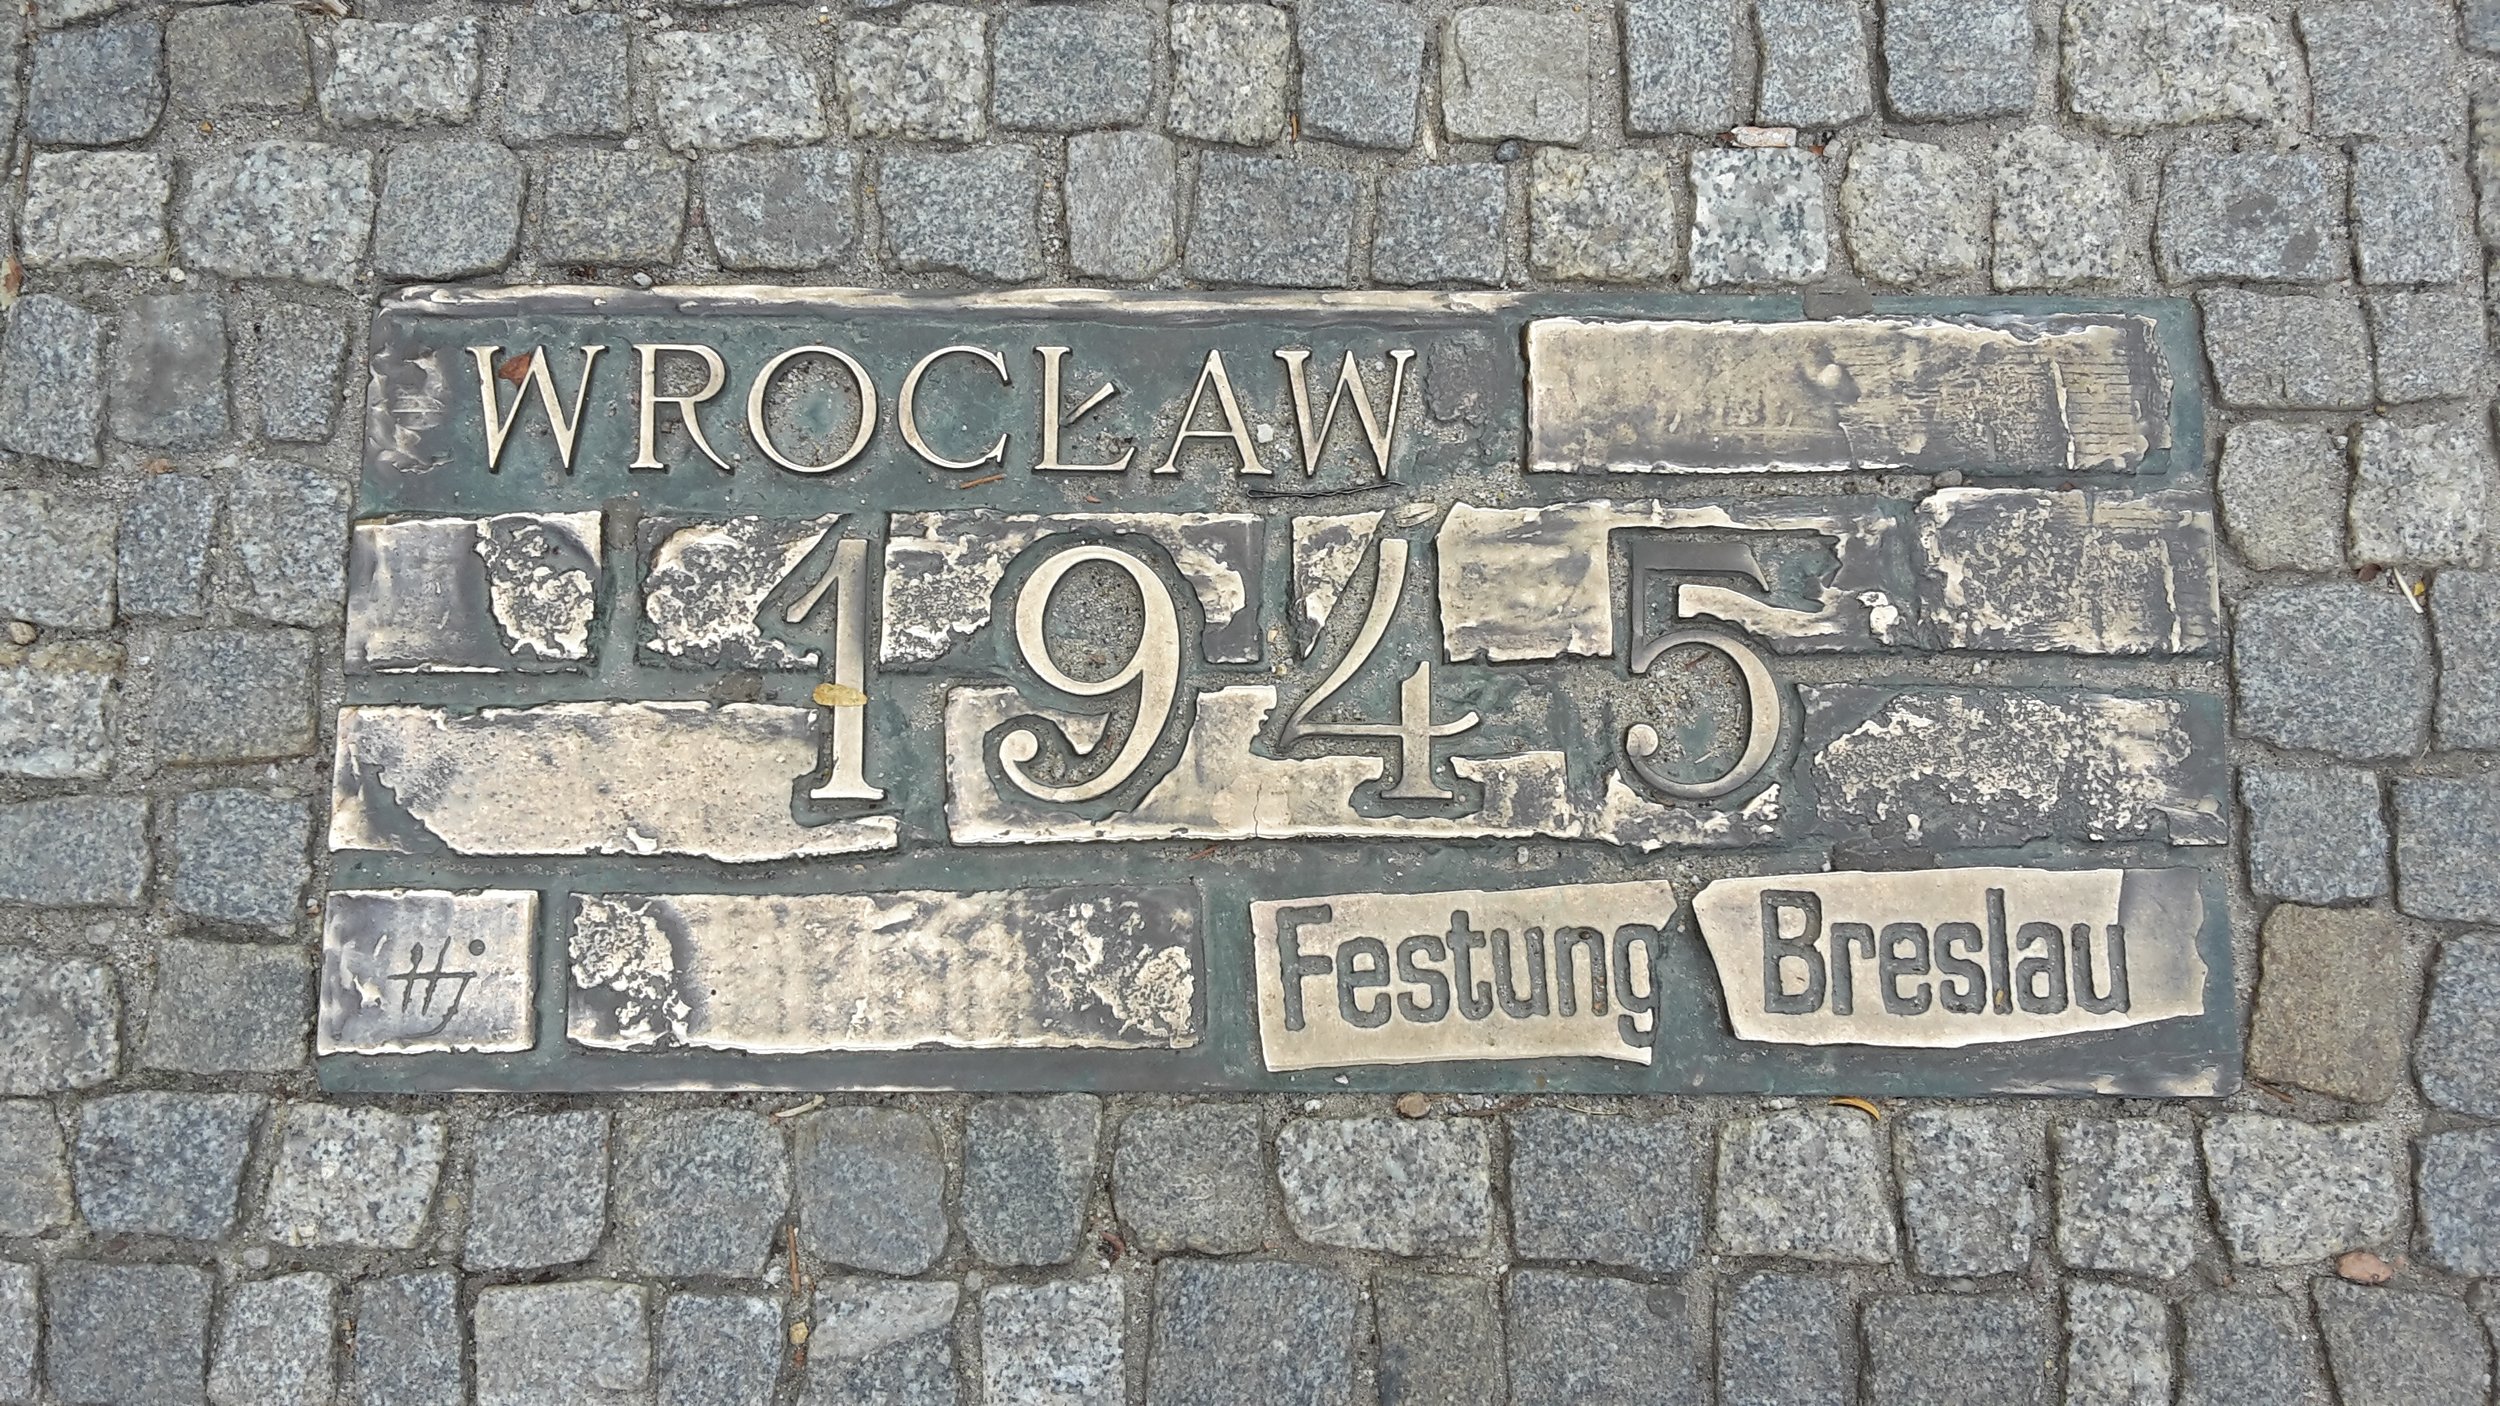 WROCŁAW
1945
Festung Breslau